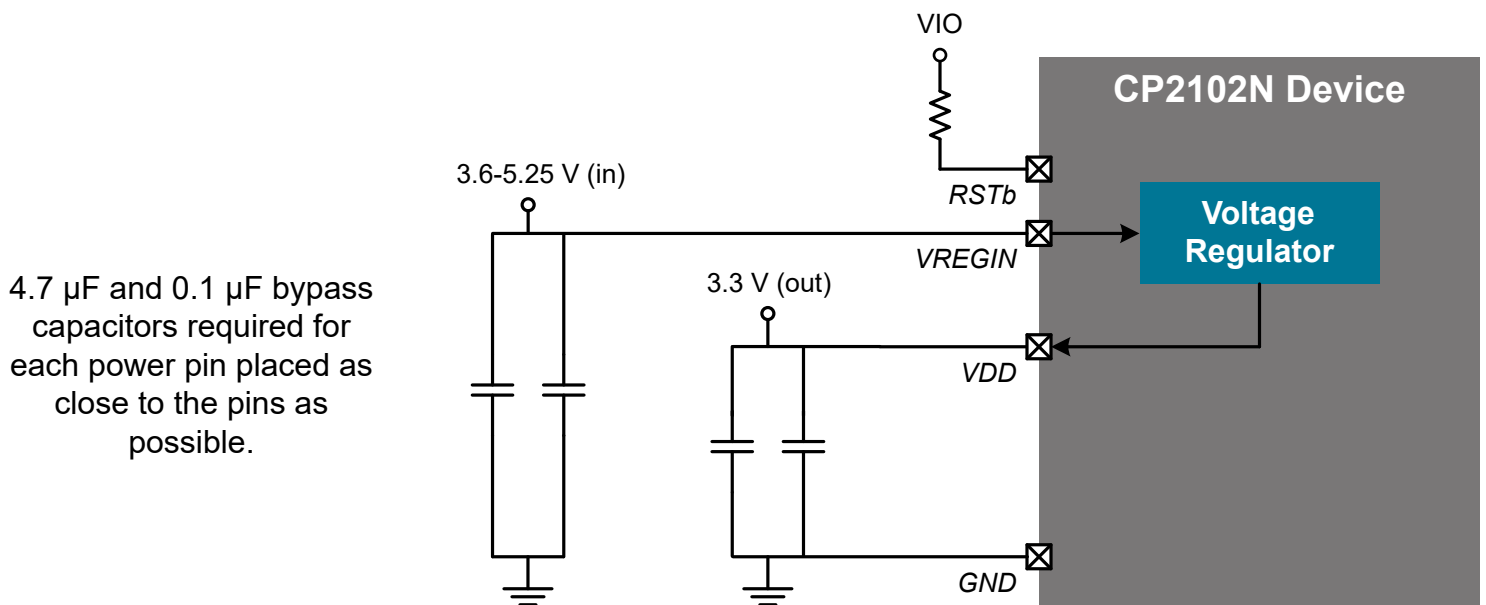 VIO
CP2102N Device
3.6-5.25 V (in)
RSTb
Voltage
Regulator
VREGIN
4.7 µF and 0.1 µF bypass
capacitors required for
each power pin placed as
close to the pins as
possible.
3.3 V (out)
VDD
GND